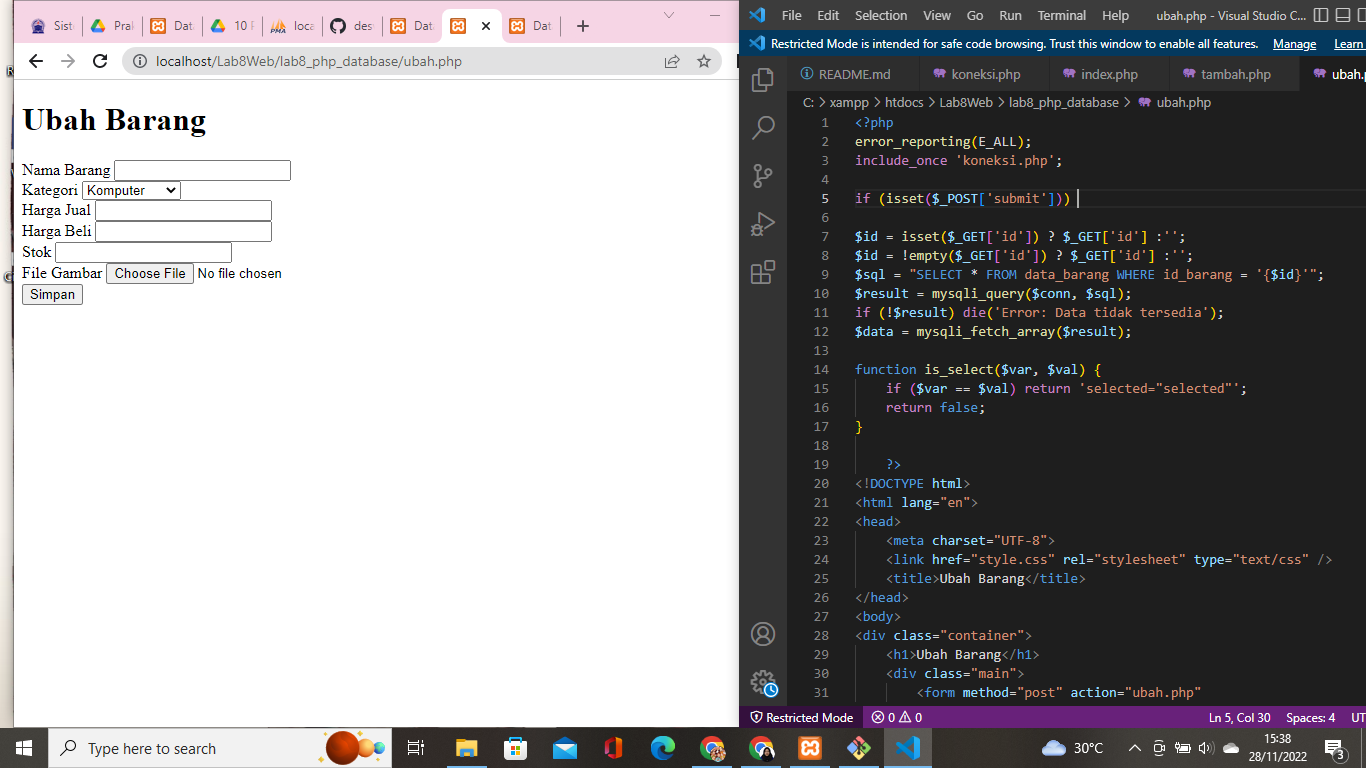 Sist
Prak
Data
10 P
loca
des
Data
Dat
localhost/Lab8Web/lab8_php_database/ubah.php
Ubah Barang
Nama Barang
Kategori Komputer
Harga Jual
Harga Beli
Stok
File Gambar Choose File No file chosen
Simpan
File Edit Selection View Go Run Terminal Help ubah.php - Visual Studio C...
Restricted Mode is intended for safe code browsing. Trust this window to enable all features. Manage Learn
README.md koneksi.php index.php tambah.php ubah.p
C: > xampp > htdocs > Lab8Web > lab8_php_database > ubah.php
1 <?php
2 error_reporting(E_ALL);
3 include_once 'koneksi.php';
4
5 if (isset($_POST['submit']))
6
7 $id = isset($_GET['id']) ? $_GET['id'] :'';
8 $id = !empty($_GET['id']) ? $_GET['id'] :'';
9 $sql = "SELECT * FROM data_barang WHERE id_barang = '{$id}'";
10 $result = mysqli_query($conn, $sql);
11 if (!$result) die('Error: Data tidak tersedia');
12 $data = mysqli_fetch_array($result);
13
14 function is_select($var, $val) {
15 if ($var == $val) return 'selected="selected"';
16 return false;
17 }
18
19 ?>
20 <!DOCTYPE html>
21 <html lang="en">
22 <head>
23 <meta charset="UTF-8">
24 <link href="style.css" rel="stylesheet" type="text/css" />
25 <title>Ubah Barang</title>
26 </head>
27 <body>
28 <div class="container">
29 <h1>Ubah Barang</h1>
30 <div class="main">
31 <form method="post" action="ubah.php"
Restricted Mode 0 0 Ln 5, Col 30 Spaces: 4 UT
Type here to search
30°C
15:38
28/11/2022
3